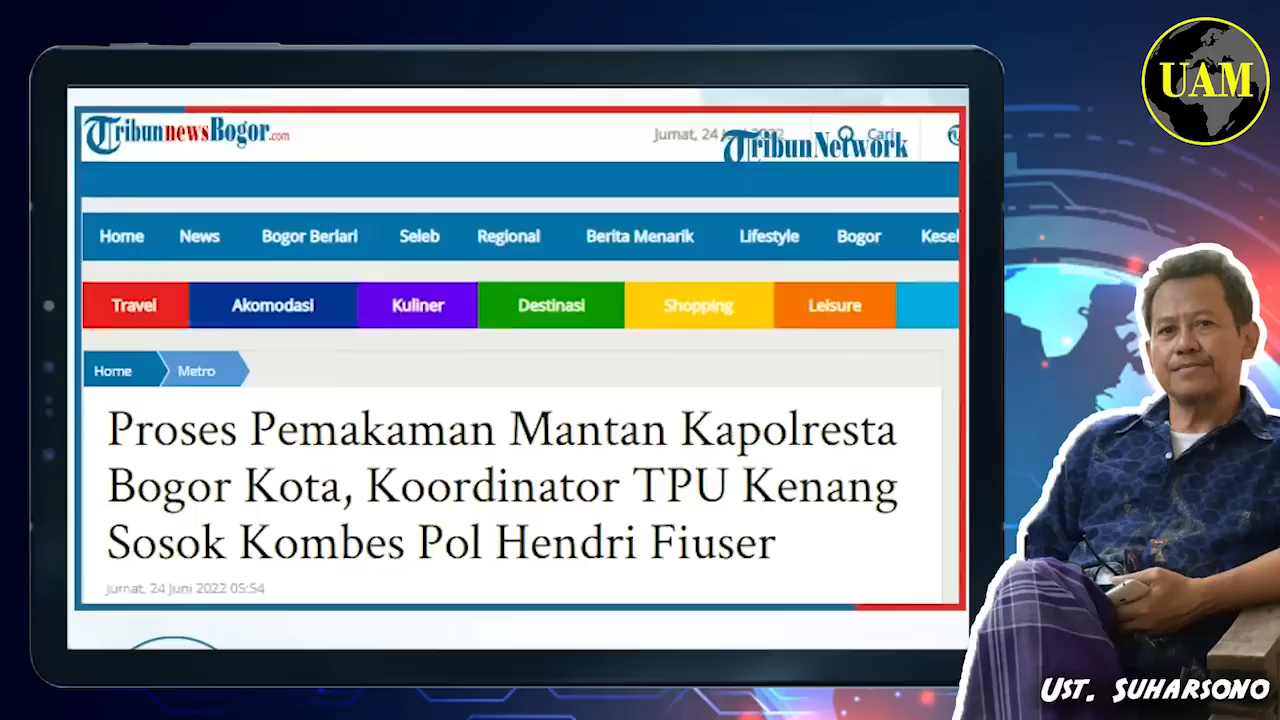 UAM
TribunnewsBogor.com
Jumat, 24 Juni 2022
Cari
TribunNetwork
Home News Bogor Berlari Seleb Regional Berita Menarik Lifestyle Bogor
Travel Akomodasi Kuliner Destinasi Shopping Leisure
Home Metro
Proses Pemakaman Mantan Kapolresta
Bogor Kota, Koordinator TPU Kenang
Sosok Kombes Pol Hendri Fiuser
Jumat, 24 Juni 2022 05:54
Ust. Suharsono